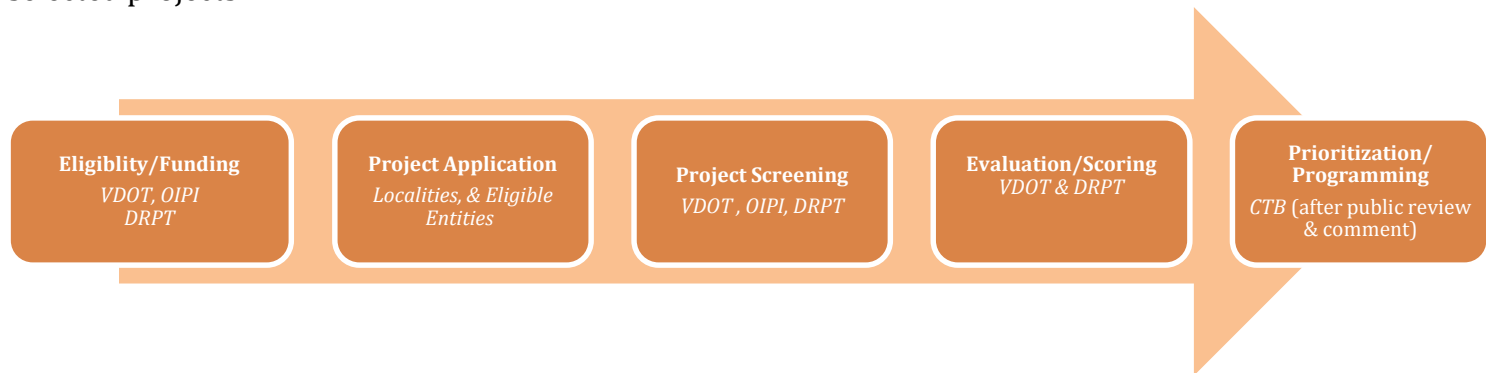 Eligiblity/Funding
VDOT, OIPI
DRPT
Project Application
Localities, & Eligible
Entities
Project Screening
VDOT , OIPI, DRPT
Evaluation/Scoring
VDOT & DRPT
Prioritization/
Programming
CTB (after public review
& comment)